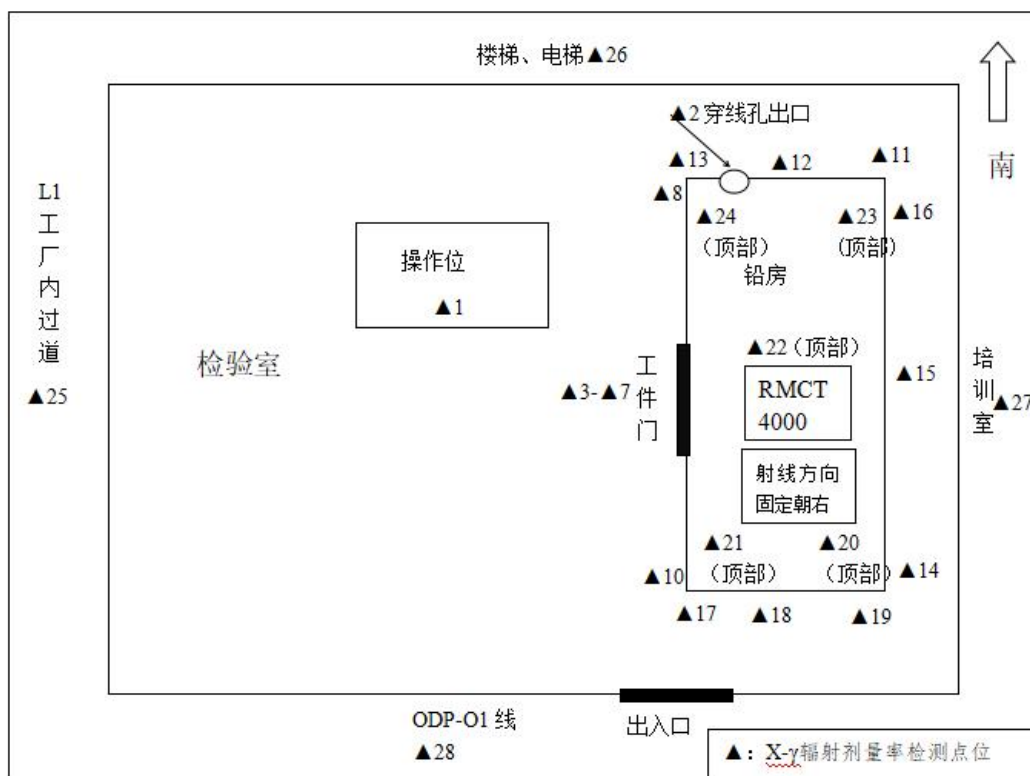 楼梯、电梯▲26
▲2 穿线孔出口
▲13
▲12
▲11
南
▲8
▲24
(顶部)
▲23
(顶部)
▲16
铅房
L1
工
厂
内
过
道
▲25
操作位
▲1
检验室
▲3-▲7
工
件
门
▲22(顶部)
RMCT
4000
▲15
培
训
室
▲27
射线方向
固定朝右
▲21
(顶部)
▲20
(顶部)
▲10
▲14
▲17
▲18
▲19
ODP-O1 线
▲28
出入口
▲:X-γ辐射剂量率检测点位